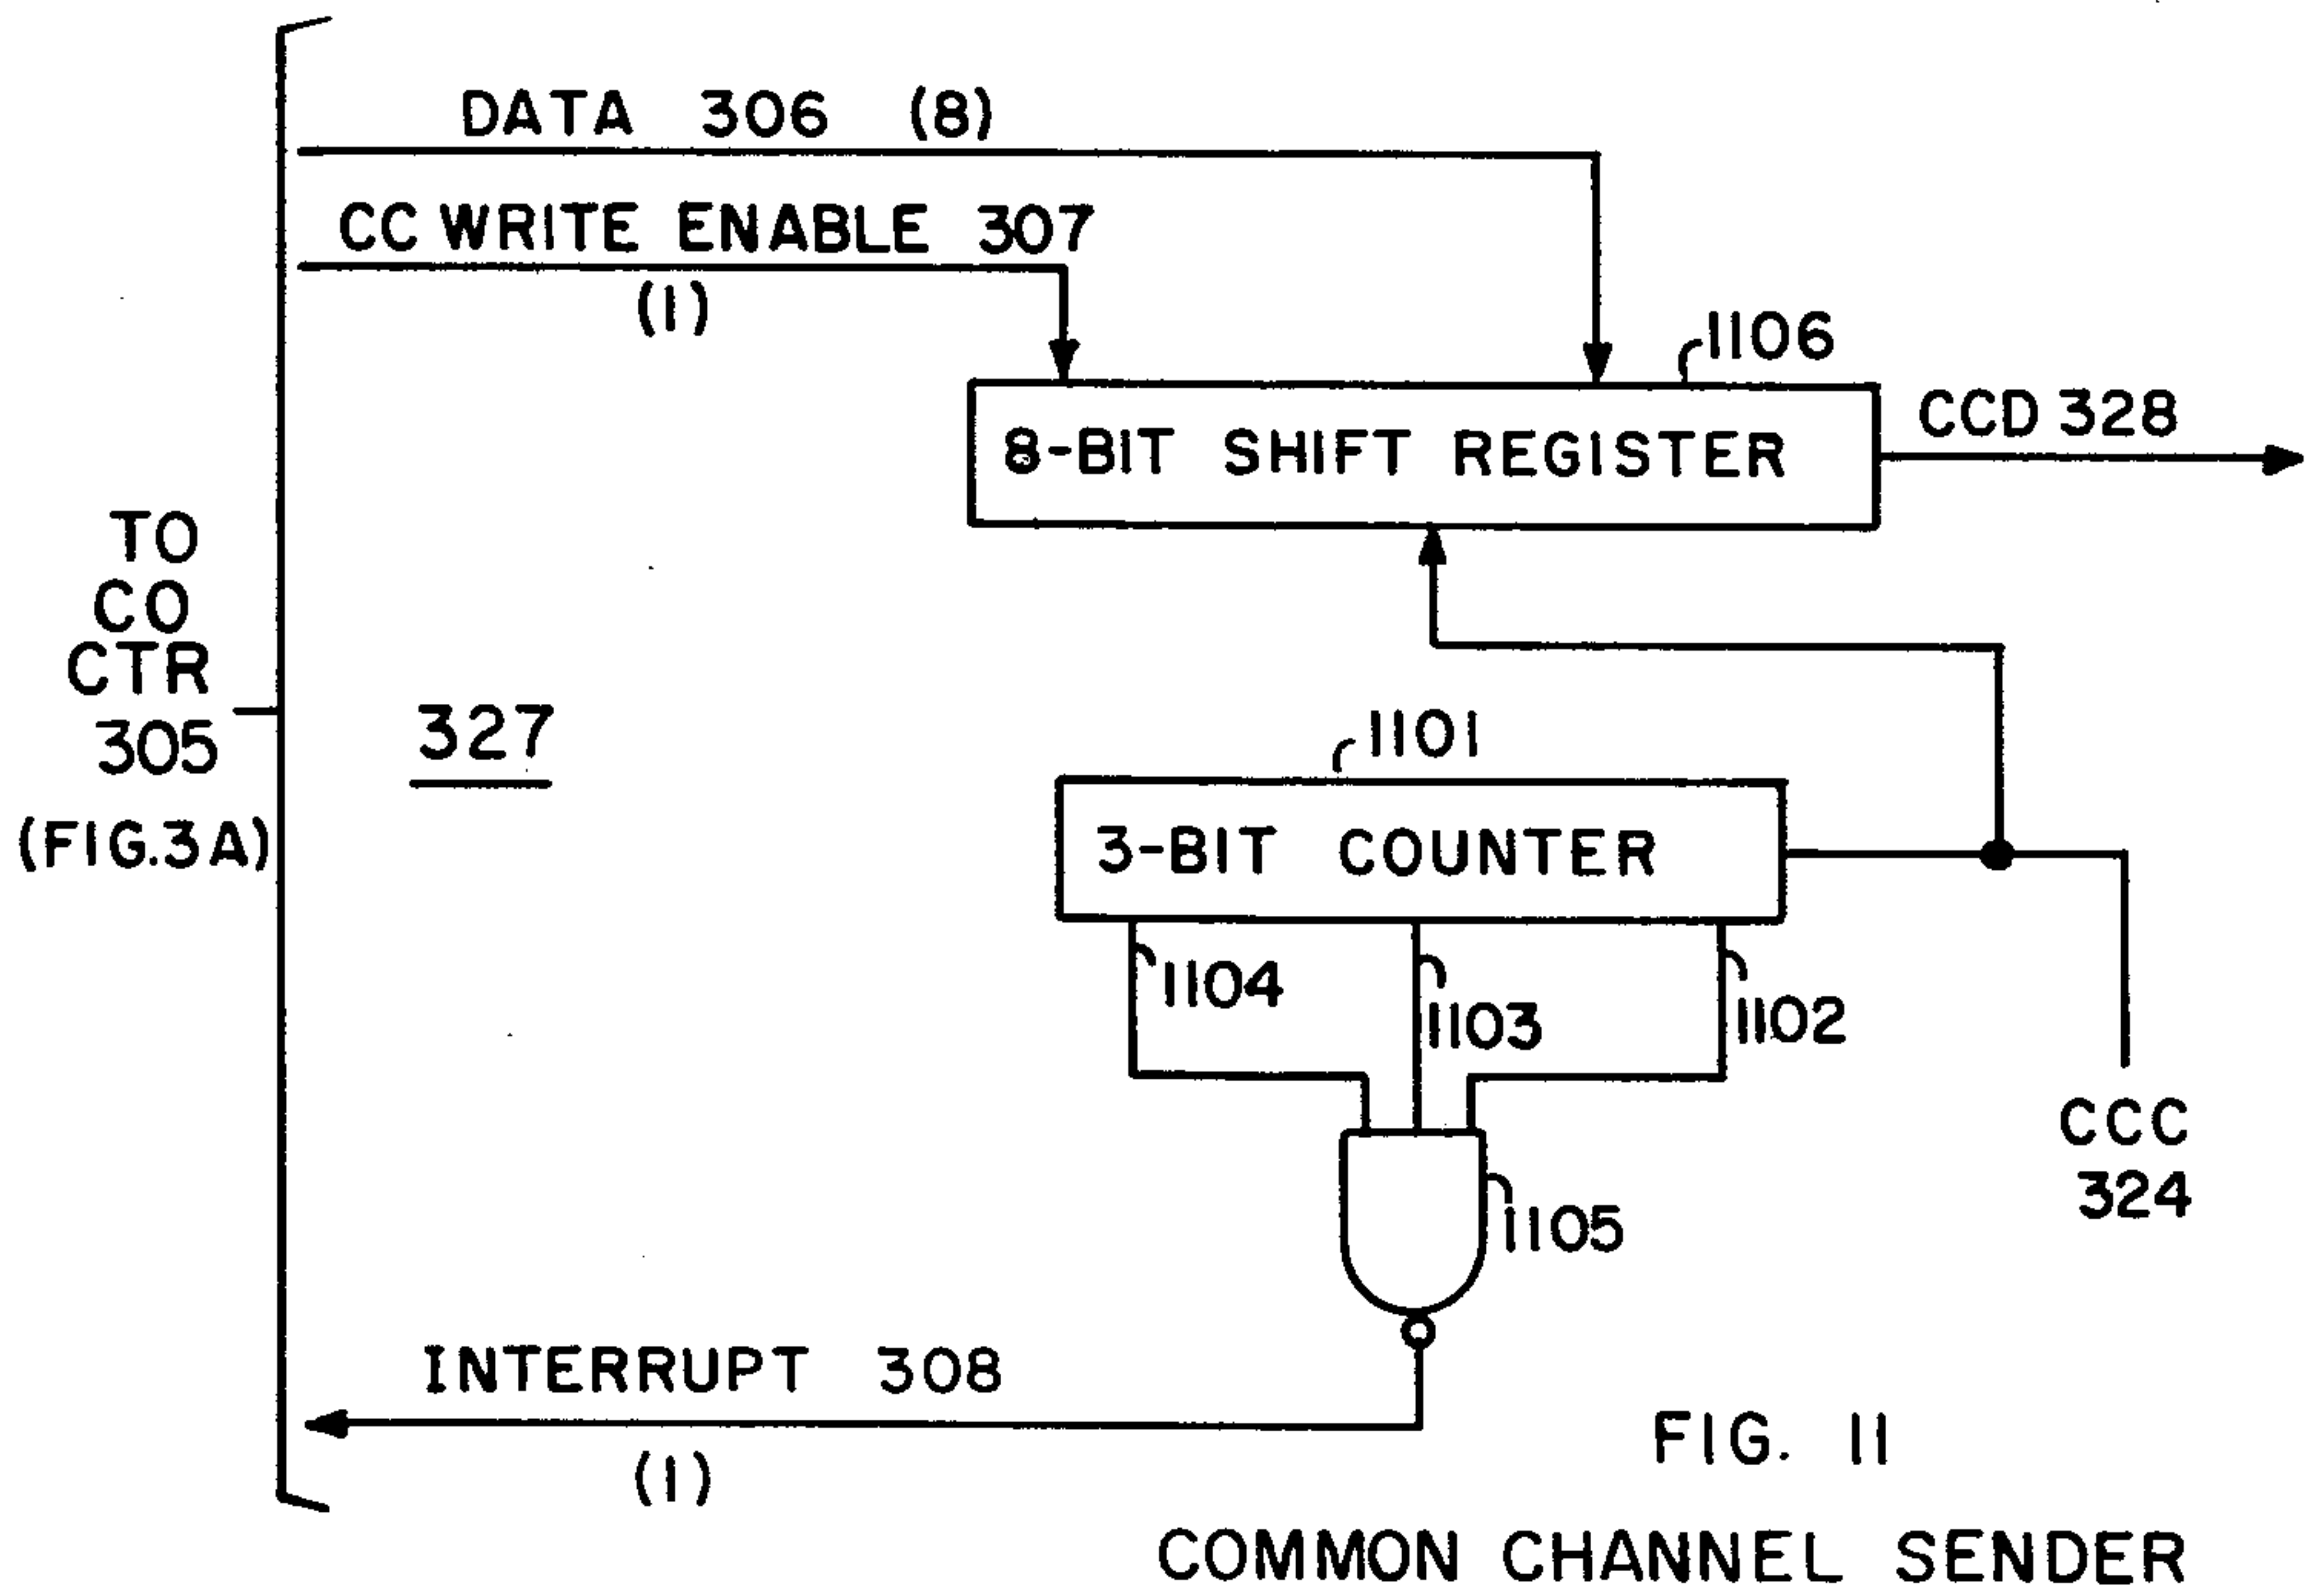 DATA 306 (8)
CC WRITE ENABLE 307
(1)
1106
8-BIT SHIFT REGISTER
CCD 328
TO
CO
CTR
305
(FIG.3A)
327
1101
3-BIT COUNTER
1104
1103
1102
CCC
324
1105
INTERRUPT 308
(1)
FIG. 11
COMMON CHANNEL SENDER